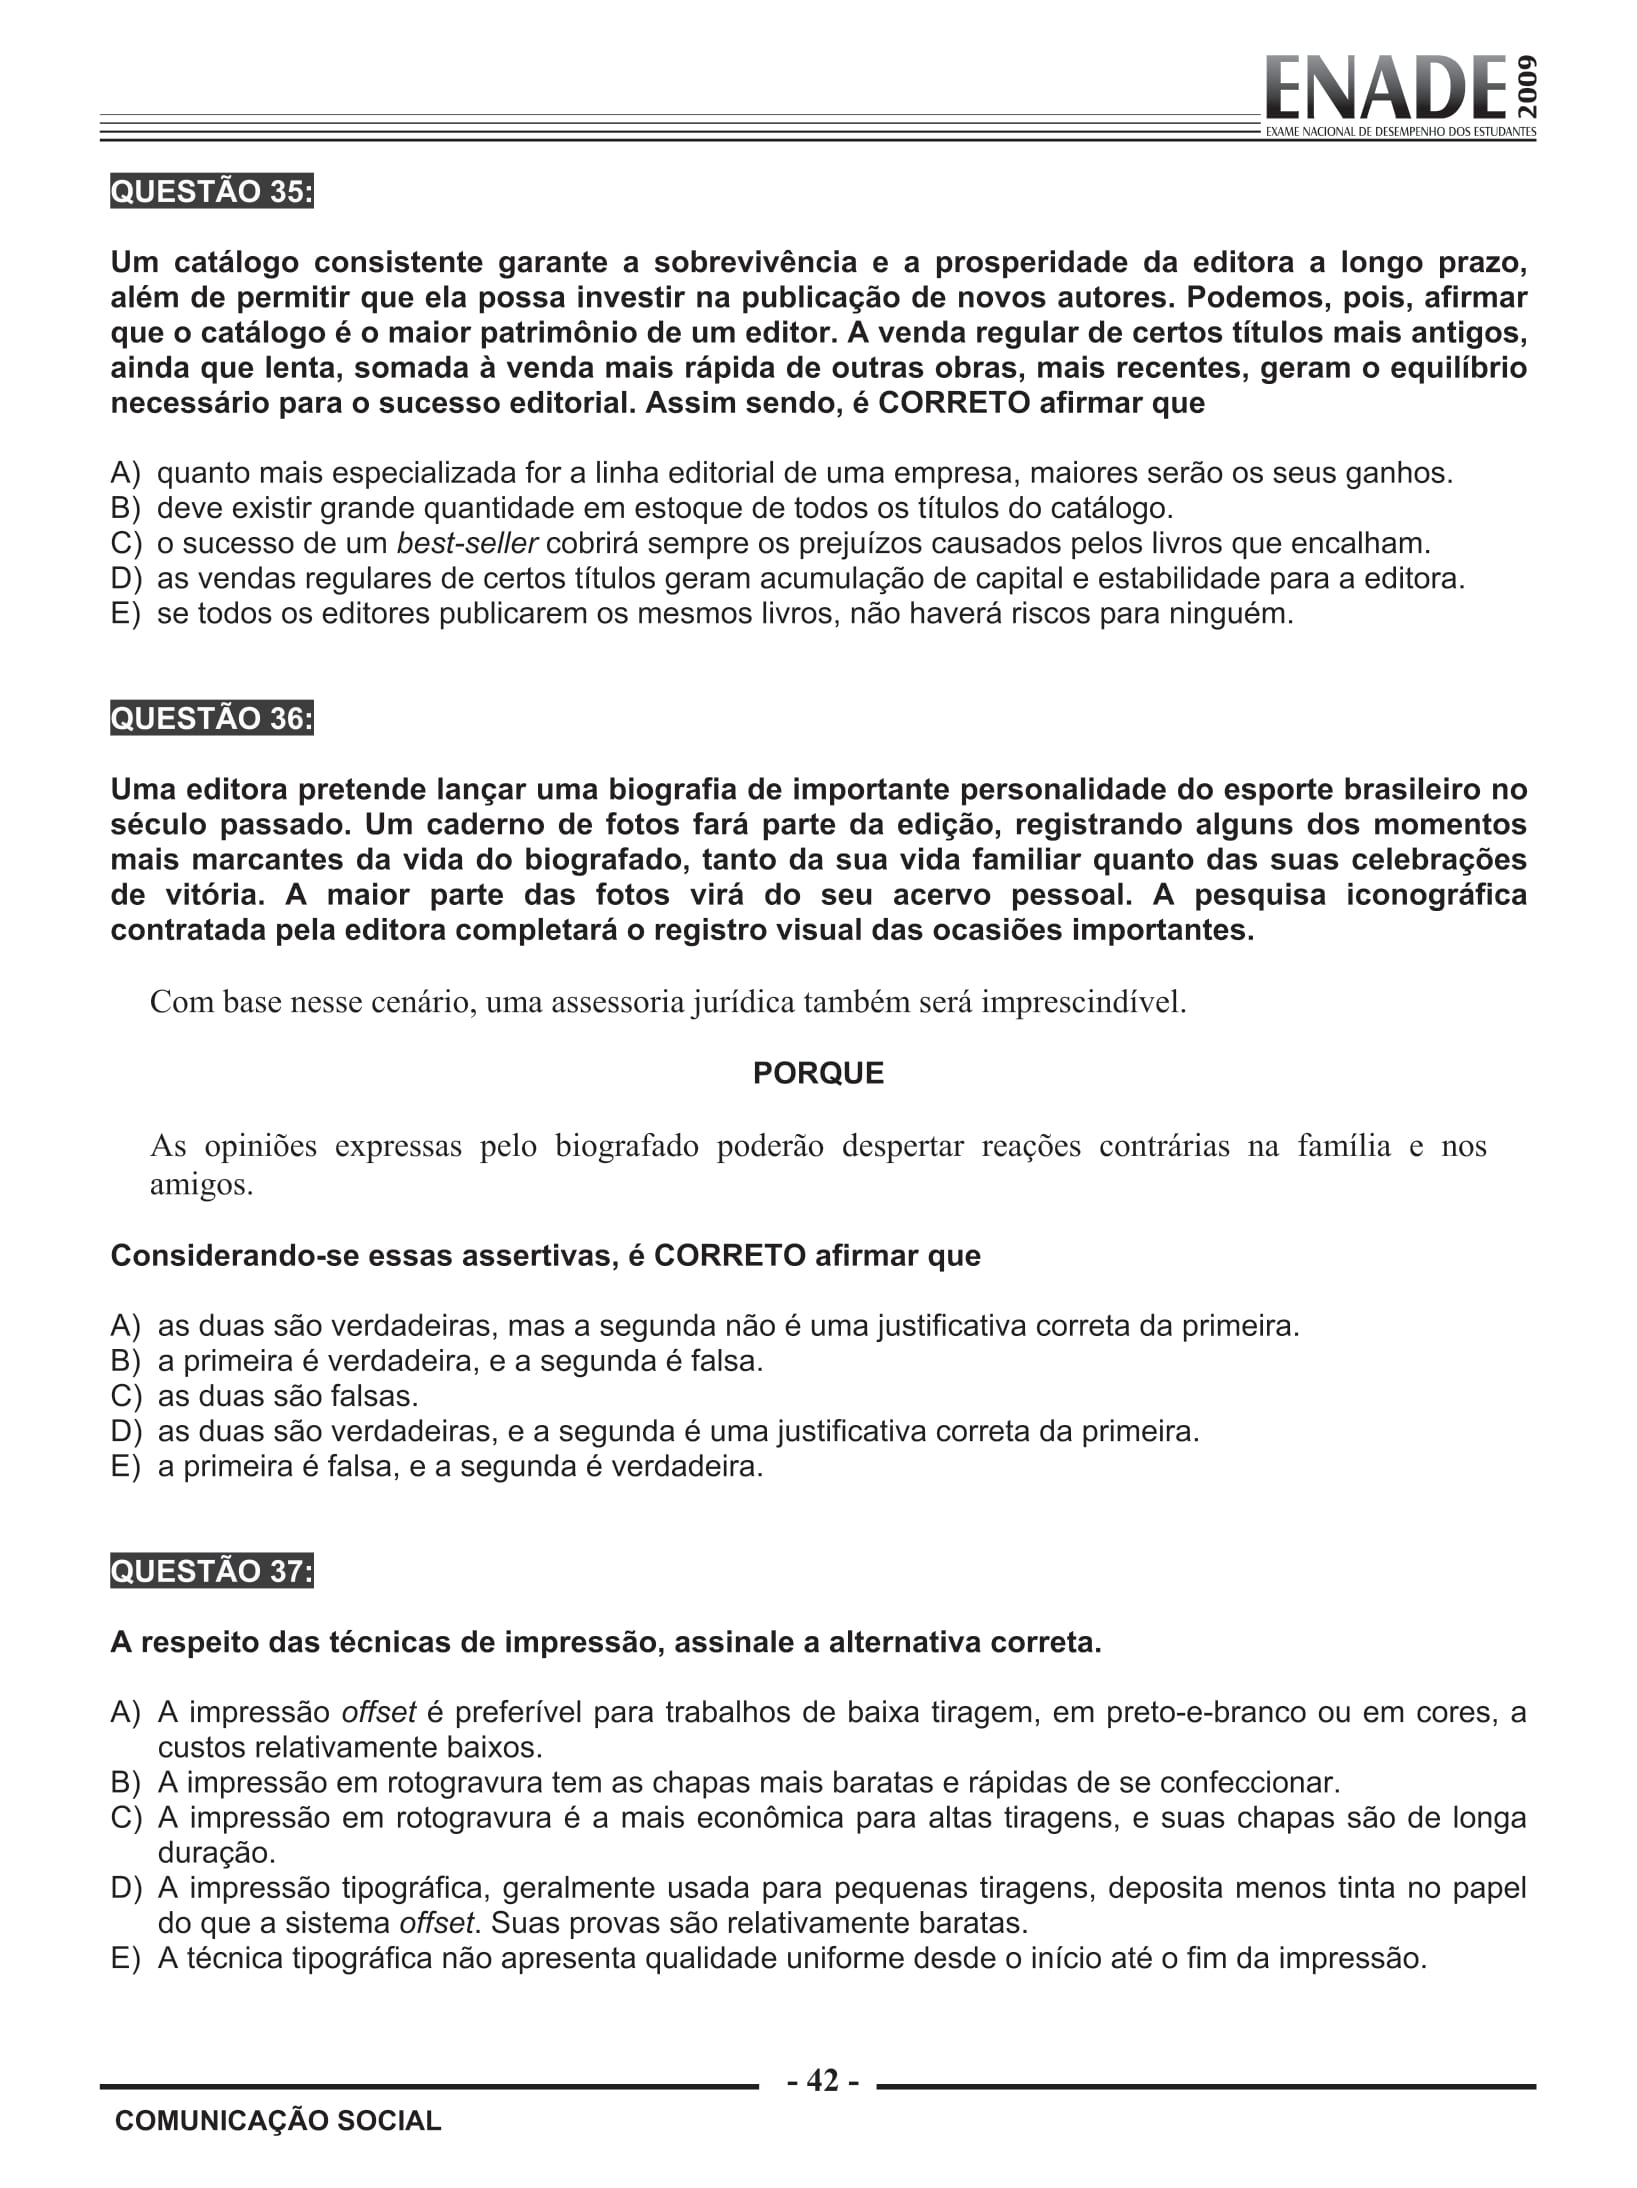 ENADE 2009
EXAME NACIONAL DE DESEMPENHO DOS ESTUDANTES
QUESTÃO 35:
Um catálogo consistente garante a sobrevivência e a prosperidade da editora a longo prazo,
além de permitir que ela possa investir na publicação de novos autores. Podemos, pois, afirmar
que o catálogo é o maior patrimônio de um editor. A venda regular de certos títulos mais antigos,
ainda que lenta, somada à venda mais rápida de outras obras, mais recentes, geram o equilíbrio
necessário para o sucesso editorial. Assim sendo, é CORRETO afirmar que
A) quanto mais especializada for a linha editorial de uma empresa, maiores serão os seus ganhos.
B) deve existir grande quantidade em estoque de todos os títulos do catálogo.
C) o sucesso de um best-seller cobrirá sempre os prejuízos causados pelos livros que encalham.
D) as vendas regulares de certos títulos geram acumulação de capital e estabilidade para a editora.
E) se todos os editores publicarem os mesmos livros, não haverá riscos para ninguém.
QUESTÃO 36:
Uma editora pretende lançar uma biografia de importante personalidade do esporte brasileiro no
século passado. Um caderno de fotos fará parte da edição, registrando alguns dos momentos
mais marcantes da vida do biografado, tanto da sua vida familiar quanto das suas celebrações
de vitória. A maior parte das fotos virá do seu acervo pessoal. A pesquisa iconográfica
contratada pela editora completará o registro visual das ocasiões importantes.
Com base nesse cenário, uma assessoria jurídica também será imprescindível.
PORQUE
As opiniões expressas pelo biografado poderão despertar reações contrárias na família e nos
amigos.
Considerando-se essas assertivas, é CORRETO afirmar que
A) as duas são verdadeiras, mas a segunda não é uma justificativa correta da primeira.
B) a primeira é verdadeira, e a segunda é falsa.
C) as duas são falsas.
D) as duas são verdadeiras, e a segunda é uma justificativa correta da primeira.
E) a primeira é falsa, e a segunda é verdadeira.
QUESTÃO 37:
A respeito das técnicas de impressão, assinale a alternativa correta.
A) A impressão offset é preferível para trabalhos de baixa tiragem, em preto-e-branco ou em cores, a
custos relativamente baixos.
B) A impressão em rotogravura tem as chapas mais baratas e rápidas de se confeccionar.
C) A impressão em rotogravura é a mais econômica para altas tiragens, e suas chapas são de longa
duração.
D) A impressão tipográfica, geralmente usada para pequenas tiragens, deposita menos tinta no papel
do que a sistema offset. Suas provas são relativamente baratas.
E) A técnica tipográfica não apresenta qualidade uniforme desde o início até o fim da impressão.
- 42 -
COMUNICAÇÃO SOCIAL